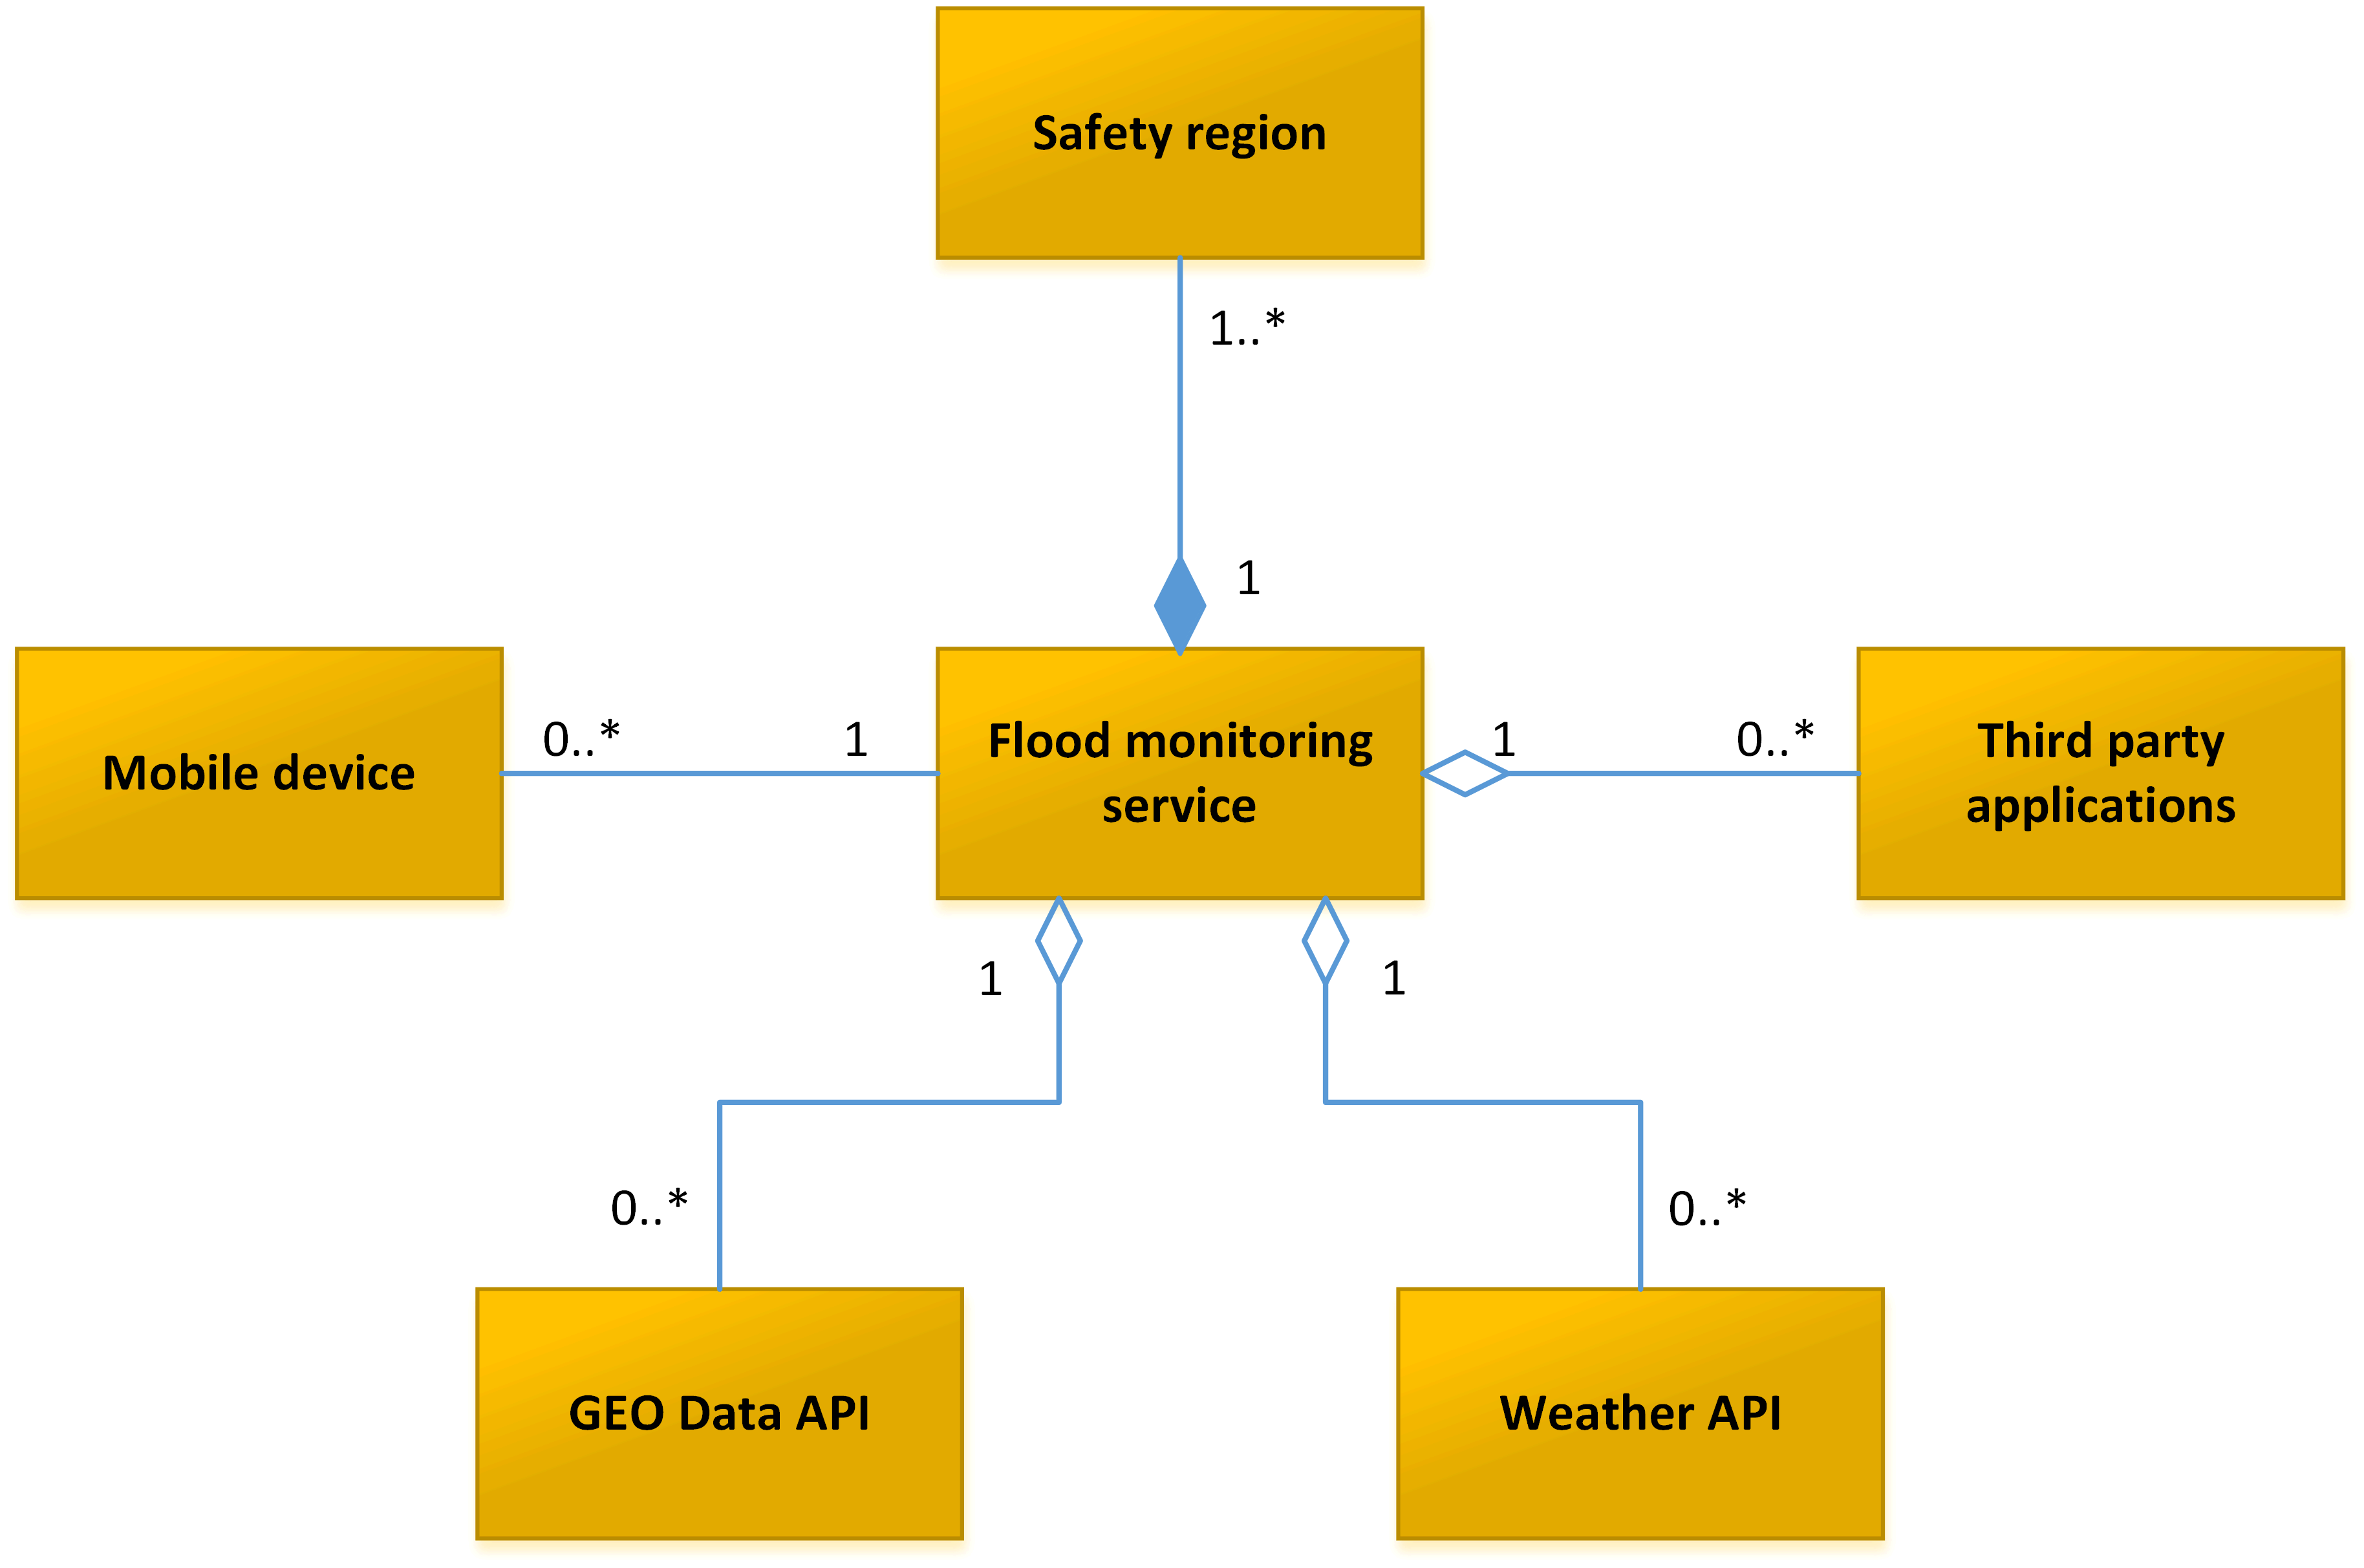 Safety region
1..*
1
Mobile device
0..*
1
Flood monitoring
service
1
0..*
Third party
applications
1
1
0..*
0..*
GEO Data API
Weather API